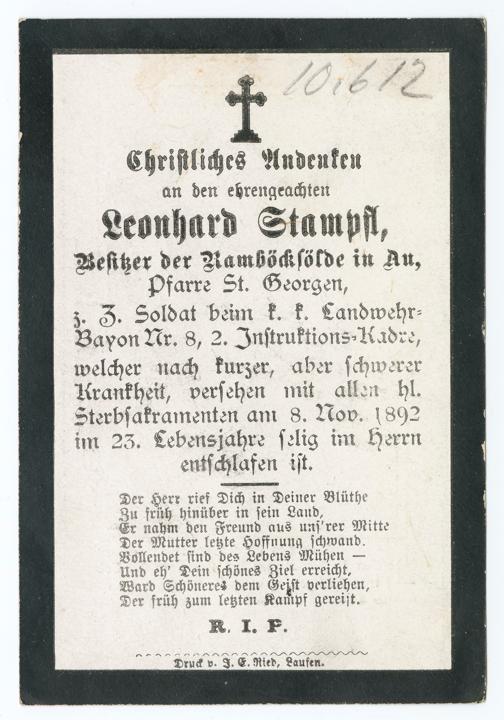 10,612
Christliches Andenken
an den ehrengeachten
Leonhard Stampfl,
Besitzer der Ramböcksölde in Au,
Pfarre St. Georgen,
z. Z. Soldat beim k. k. Landwehr-
Bayon Nr. 8, 2. Instruktions-Kadre,
welcher nach kurzer, aber schwerer
Krankheit, versehen mit allen hl.
Sterbsakramenten am 8. Nov. 1892
im 23. Lebensjahre selig im Herrn
entschlafen ist.
Der Herr rief Dich in Deiner Blüthe
Zu früh hinüber in sein Land,
Er nahm den Freund aus uns'rer Mitte
Der Mutter letzte Hoffnung schwand.
Vollendet sind des Lebens Mühen —
Und eh' Dein schönes Ziel erreicht,
Ward Schöneres dem Geist verliehen,
Der früh zum letzten Kampf gereist.
R. I. P.
Druck v. J. E. Ried, Laufen.